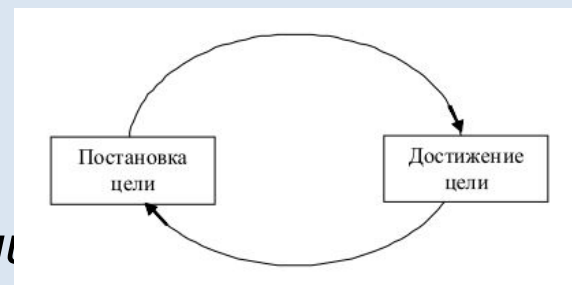 Постановка
цели
Достижение
цели